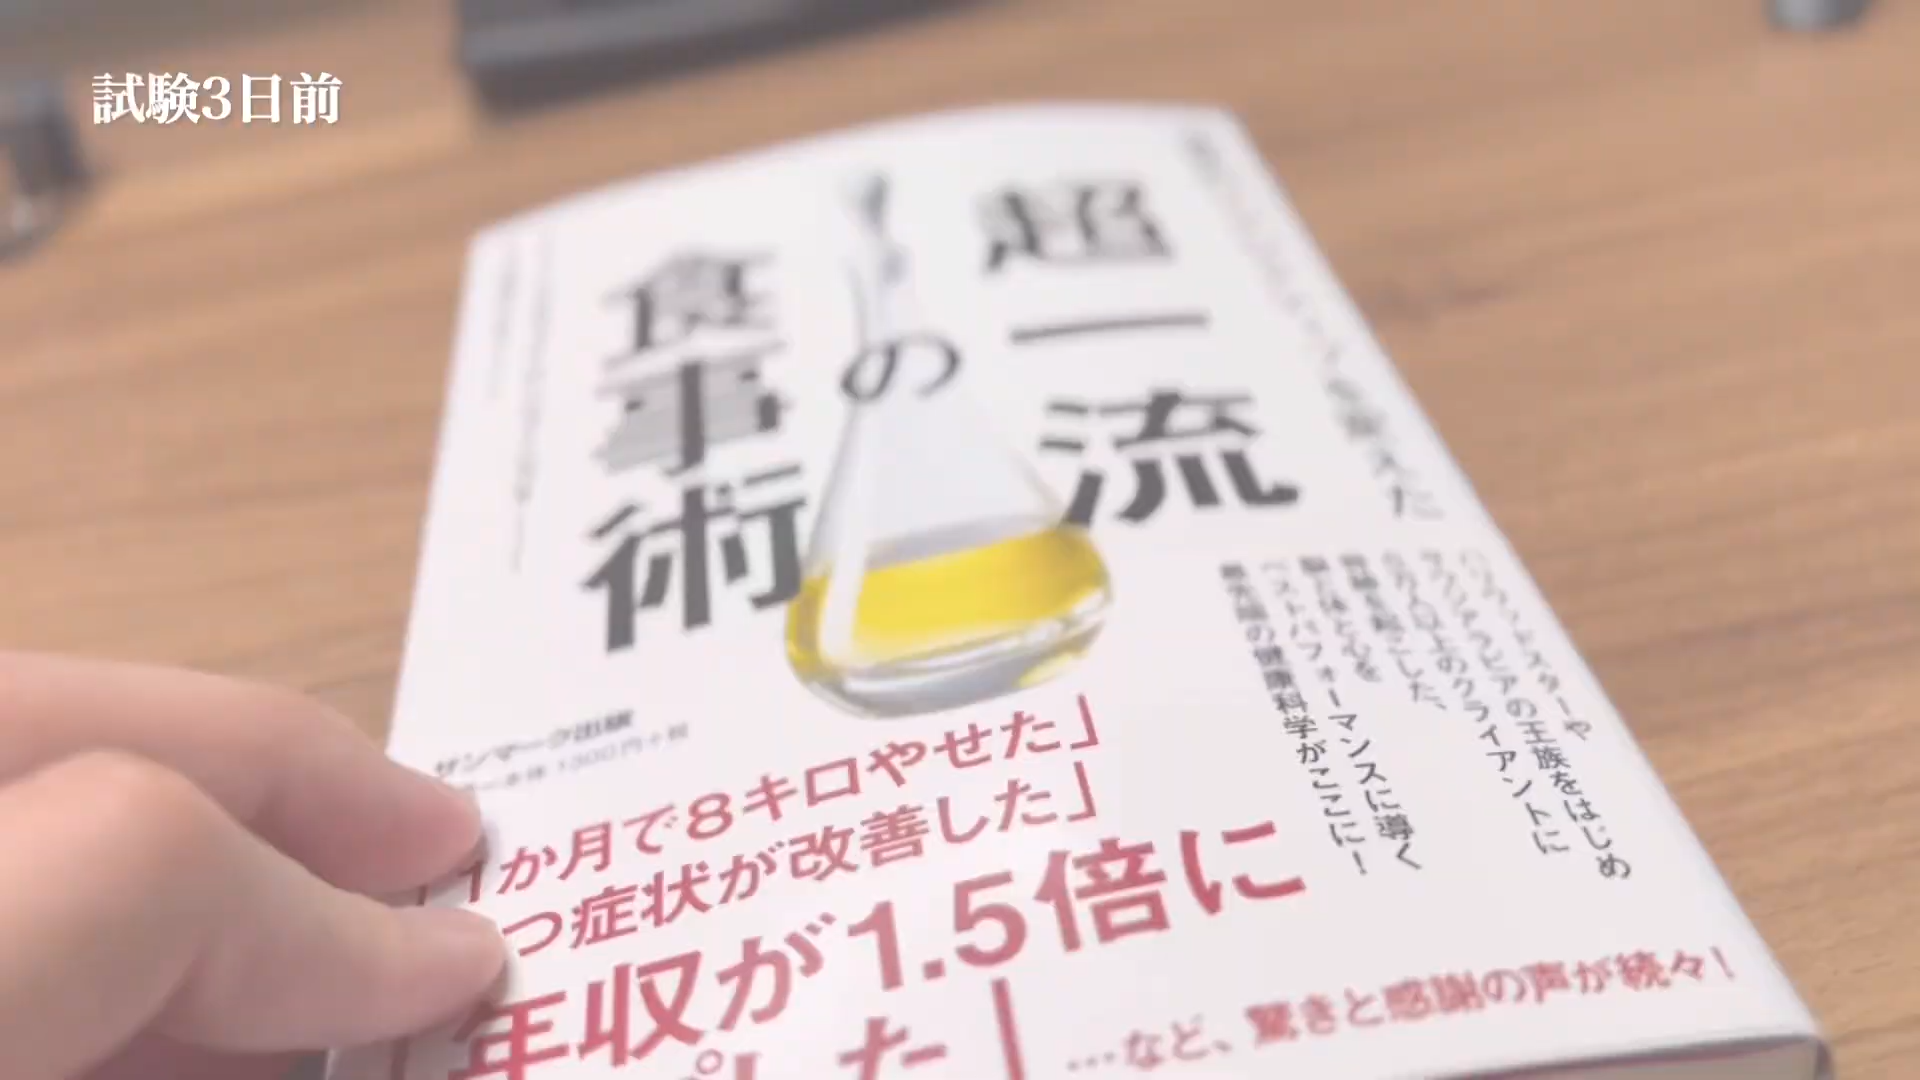 試験3日前
超一流
の
食事術
ハリウッドスターや
サウジアラビアの王族をはじめ
クライアントに
脳と体と心を
ベストパフォーマンスに導く
最先端の健康科学がここに!
サンマーク出版
か月で8キロやせた」
つ症状が改善した」
年収が1.5倍に
した」
…など、驚きと感謝の声が続々!